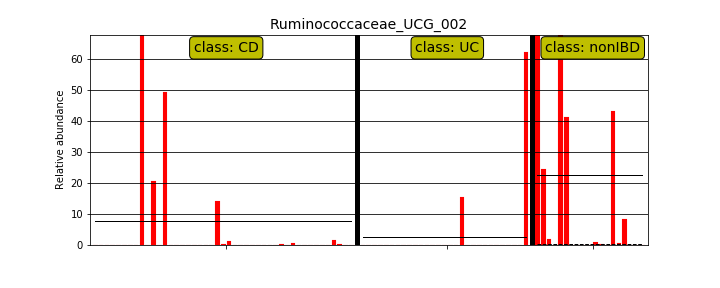 Ruminococcaceae_UCG_002
class: CD
class: UC
class: nonIBD
Relative abundance
60
50
40
30
20
10
0